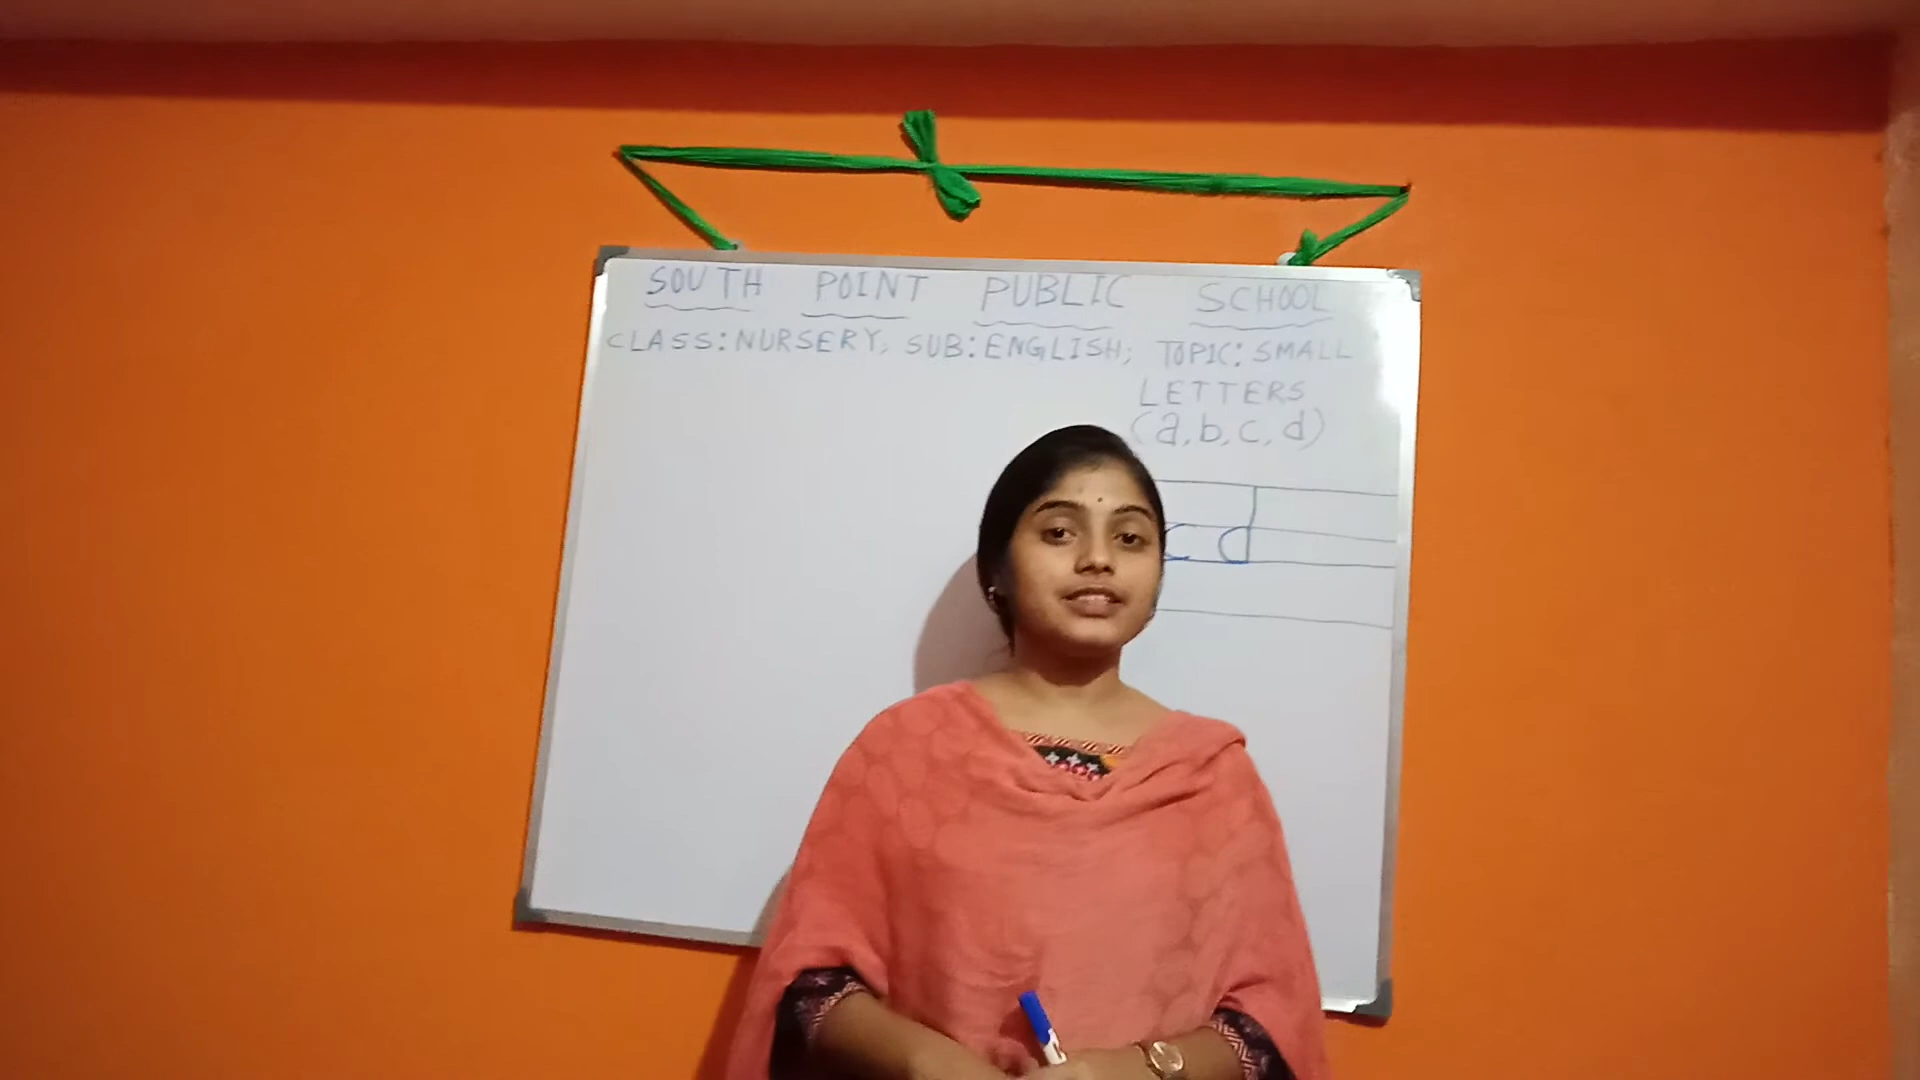 SOUTH POINT PUBLIC SCHOOL
CLASS: NURSERY; SUB: ENGLISH; TOPIC: SMALL
LETTERS
(a, b, c, d)
c d